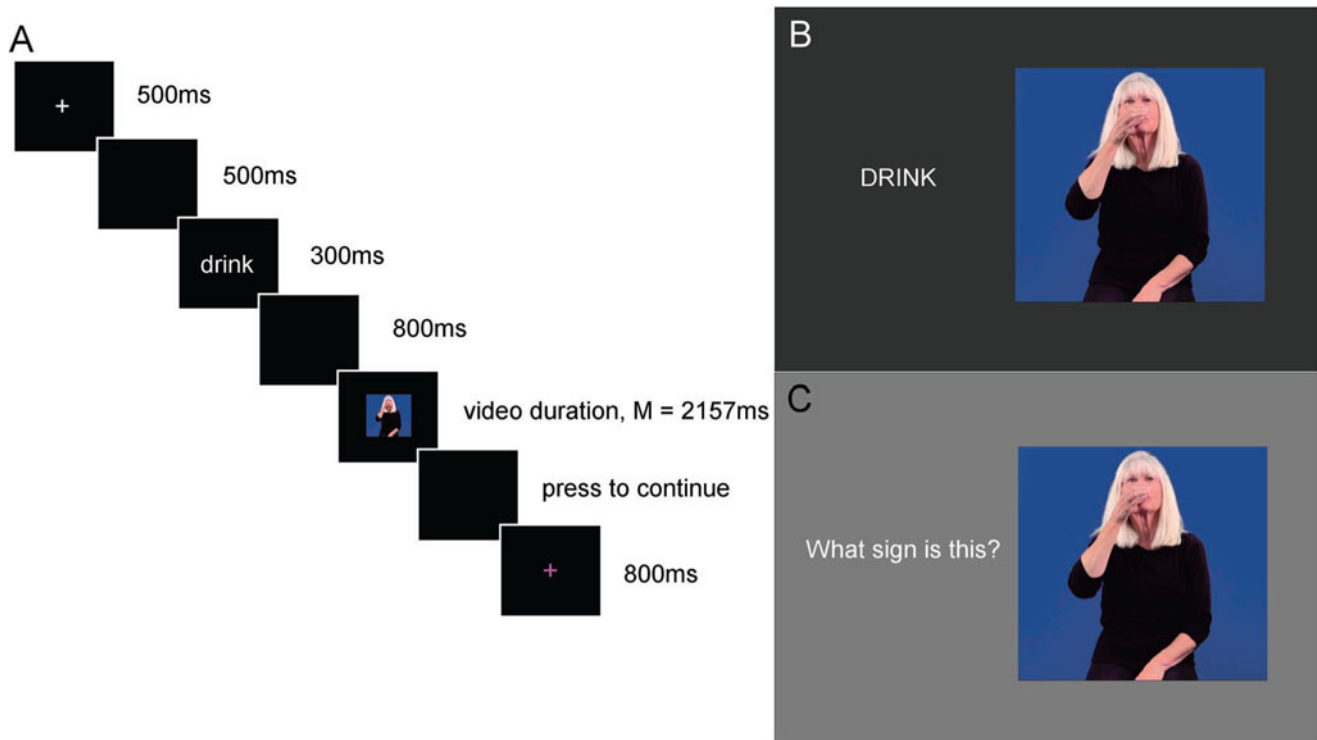 A
+
500ms
500ms
drink
300ms
800ms
video duration, M = 2157ms
press to continue
+
800ms
B
DRINK
C
What sign is this?